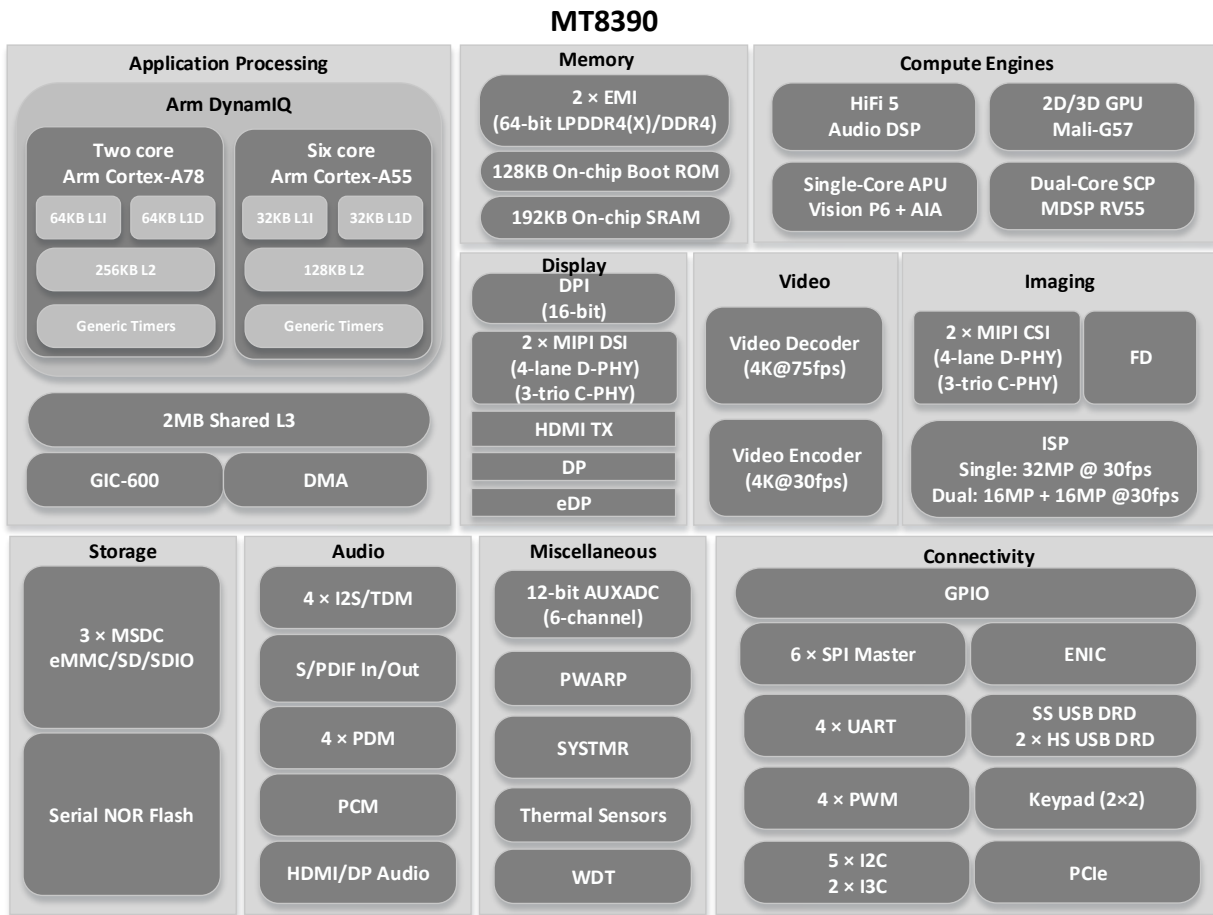 MT8390
Application Processing
Arm DynamIQ
Two core
Arm Cortex-A78
64KB L1I
64KB L1D
256KB L2
Generic Timers
Six core
Arm Cortex-A55
32KB L1I
32KB L1D
128KB L2
Generic Timers
2MB Shared L3
GIC-600
DMA
Memory
2 × EMI
(64-bit LPDDR4(X)/DDR4)
128KB On-chip Boot ROM
192KB On-chip SRAM
Compute Engines
HiFi 5
Audio DSP
2D/3D GPU
Mali-G57
Single-Core APU
Vision P6 + AIA
Dual-Core SCP
MDSP RV55
Display
DPI
(16-bit)
2 × MIPI DSI
(4-lane D-PHY)
(3-trio C-PHY)
HDMI TX
DP
eDP
Video
Video Decoder
(4K@75fps)
Video Encoder
(4K@30fps)
Imaging
2 × MIPI CSI
(4-lane D-PHY)
(3-trio C-PHY)
FD
ISP
Single: 32MP @ 30fps
Dual: 16MP + 16MP @30fps
Storage
3 × MSDC
eMMC/SD/SDIO
Serial NOR Flash
Audio
4 × I2S/TDM
S/PDIF In/Out
4 × PDM
PCM
HDMI/DP Audio
Miscellaneous
12-bit AUXADC
(6-channel)
PWARP
SYSTMR
Thermal Sensors
WDT
Connectivity
GPIO
6 × SPI Master
ENIC
4 × UART
SS USB DRD
2 × HS USB DRD
4 × PWM
Keypad (2×2)
5 × I2C
2 × I3C
PCIe